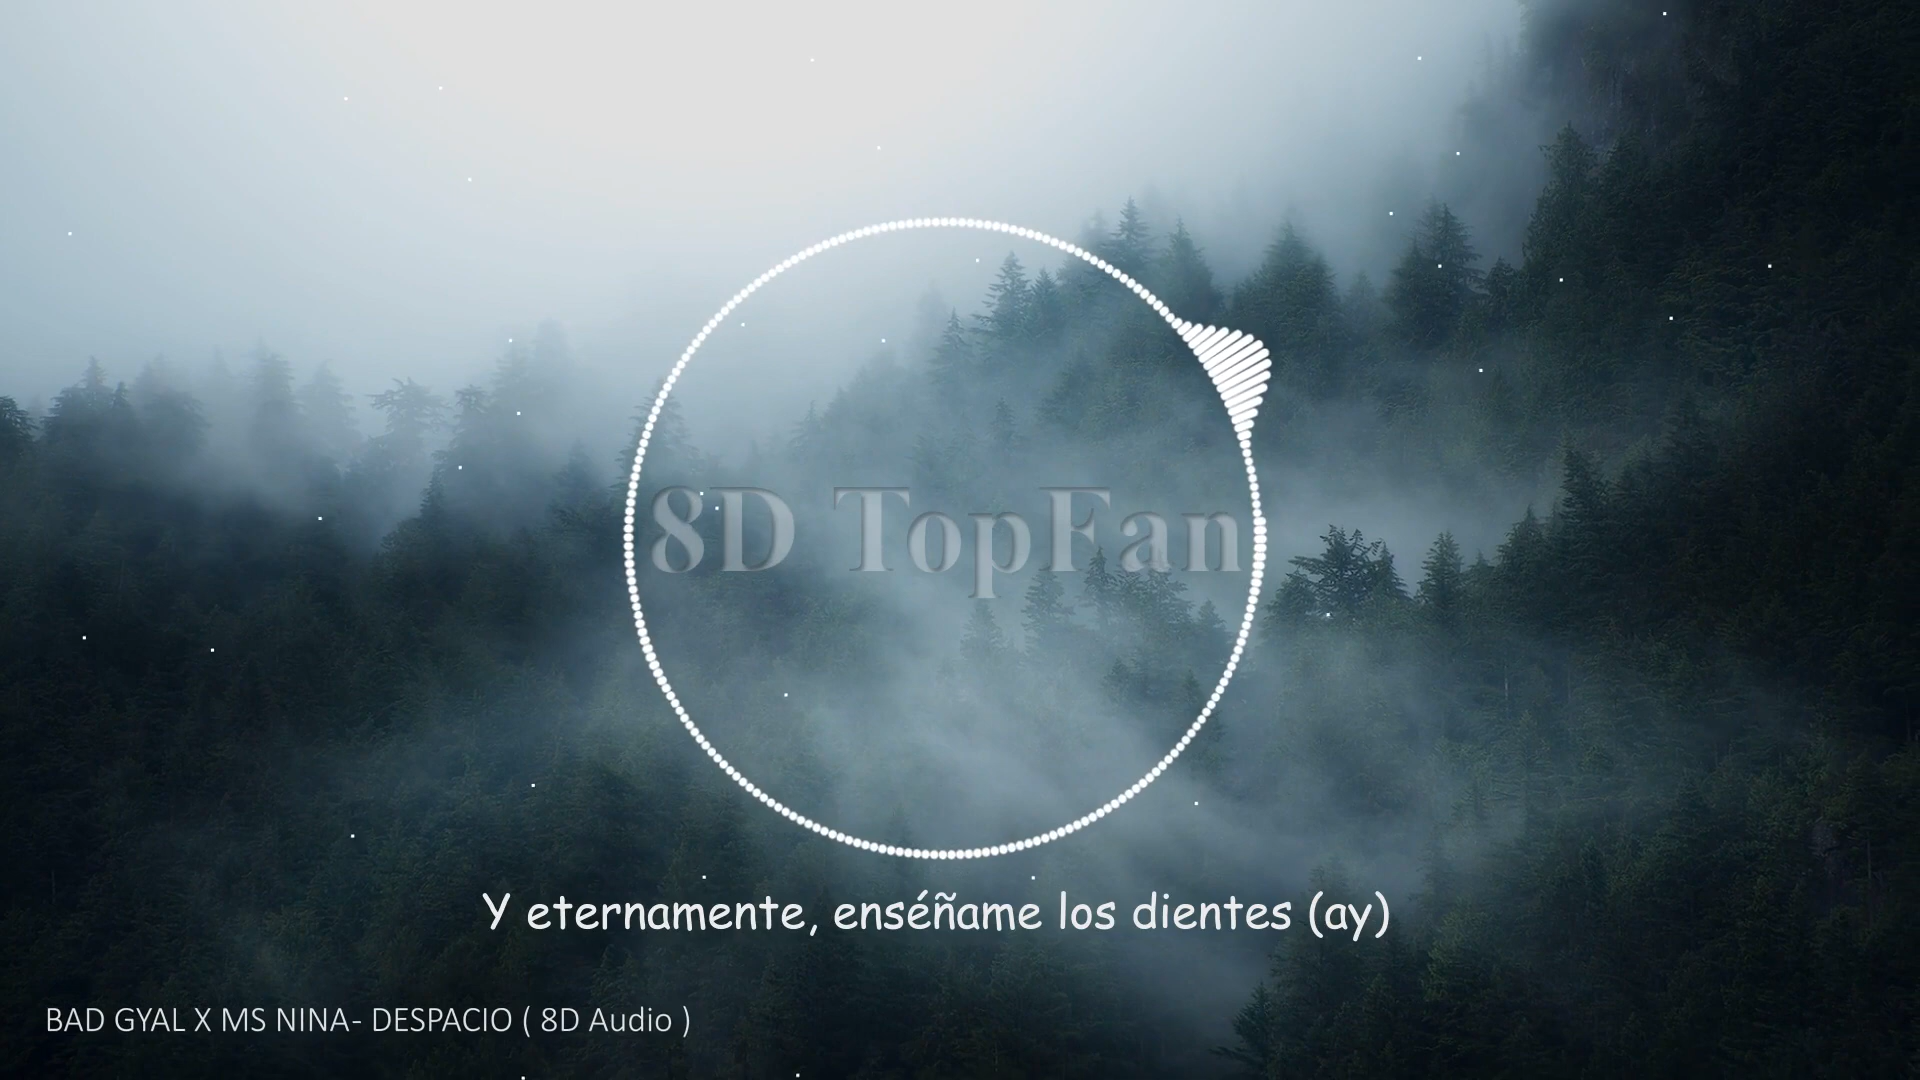 8D TopFan
Y eternamente, enséñame los dientes (ay)
BAD GYAL X MS NINA- DESPACIO ( 8D Audio )